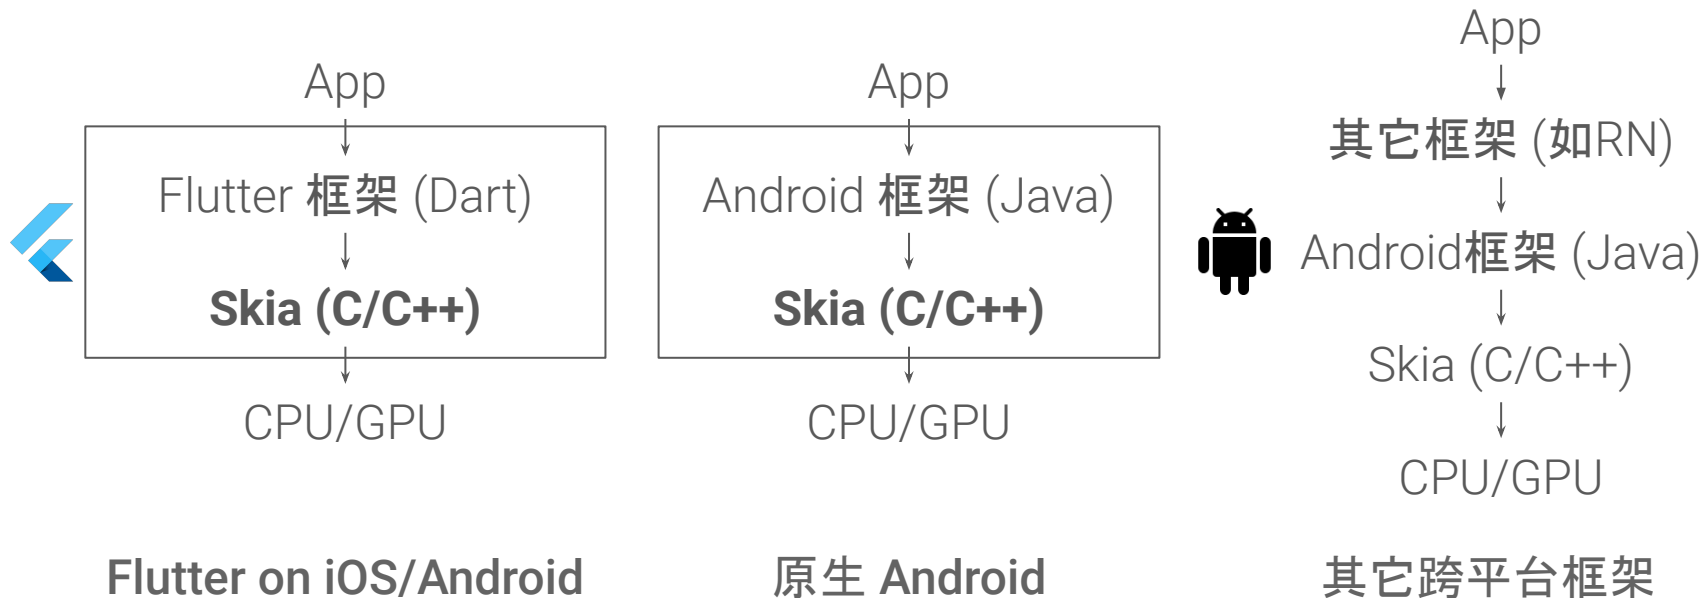 App
Flutter 框架 (Dart)
Skia (C/C++)
CPU/GPU
Flutter on iOS/Android
App
Android 框架 (Java)
Skia (C/C++)
CPU/GPU
原生 Android
App
其它框架 (如RN)
Android框架 (Java)
Skia (C/C++)
CPU/GPU
其它跨平台框架